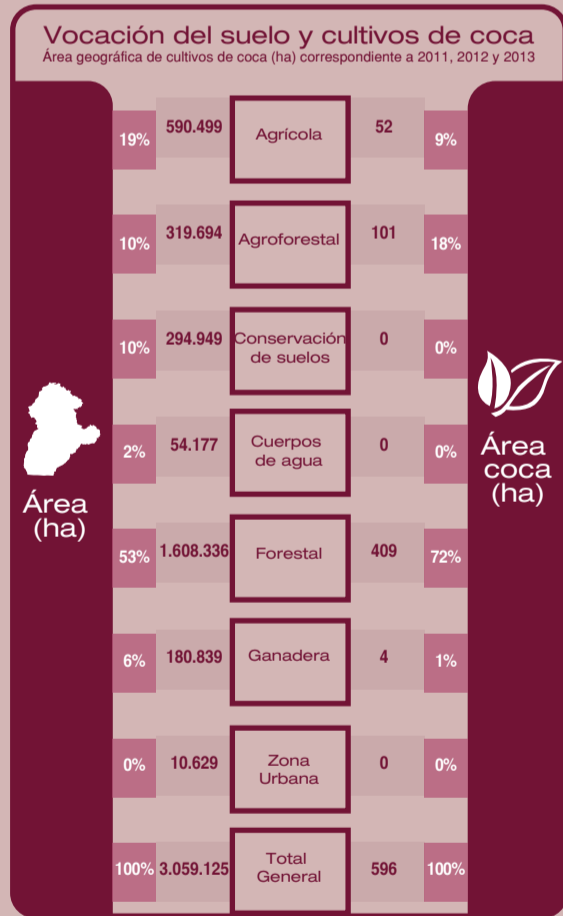 Vocación del suelo y cultivos de coca
Área geográfica de cultivos de coca (ha) correspondiente a 2011, 2012 y 2013
19% 590.499 Agrícola 52 9%
10% 319.694 Agroforestal 101 18%
10% 294.949 Conservación de suelos 0 0%
2% 54.177 Cuerpos de agua 0 0%
Área
(ha)
Área
coca
(ha)
53% 1.608.336 Forestal 409 72%
6% 180.839 Ganadera 4 1%
0% 10.629 Zona Urbana 0 0%
100% 3.059.125 Total General 596 100%